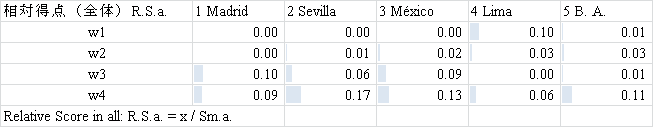 相対得点（全体）R.S.a. 1 Madrid 2 Sevilla 3 México 4 Lima 5 B. A.
w1 0.00 0.00 0.00 0.10 0.01
w2 0.00 0.01 0.02 0.03 0.03
w3 0.10 0.06 0.09 0.00 0.01
w4 0.09 0.17 0.13 0.06 0.11
Relative Score in all: R.S.a. = x / Sm.a.